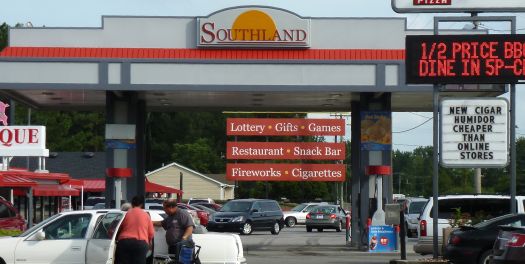 PIZZA
SOUTHLAND
1/2 PRICE BB
DINE IN 5P-C
Lottery • Gifts • Games
Restaurant • Snack Bar
Fireworks • Cigarettes
NEW CIGAR
HUMIDOR
CHEAPER
THAN
ONLINE
STORES
QUE